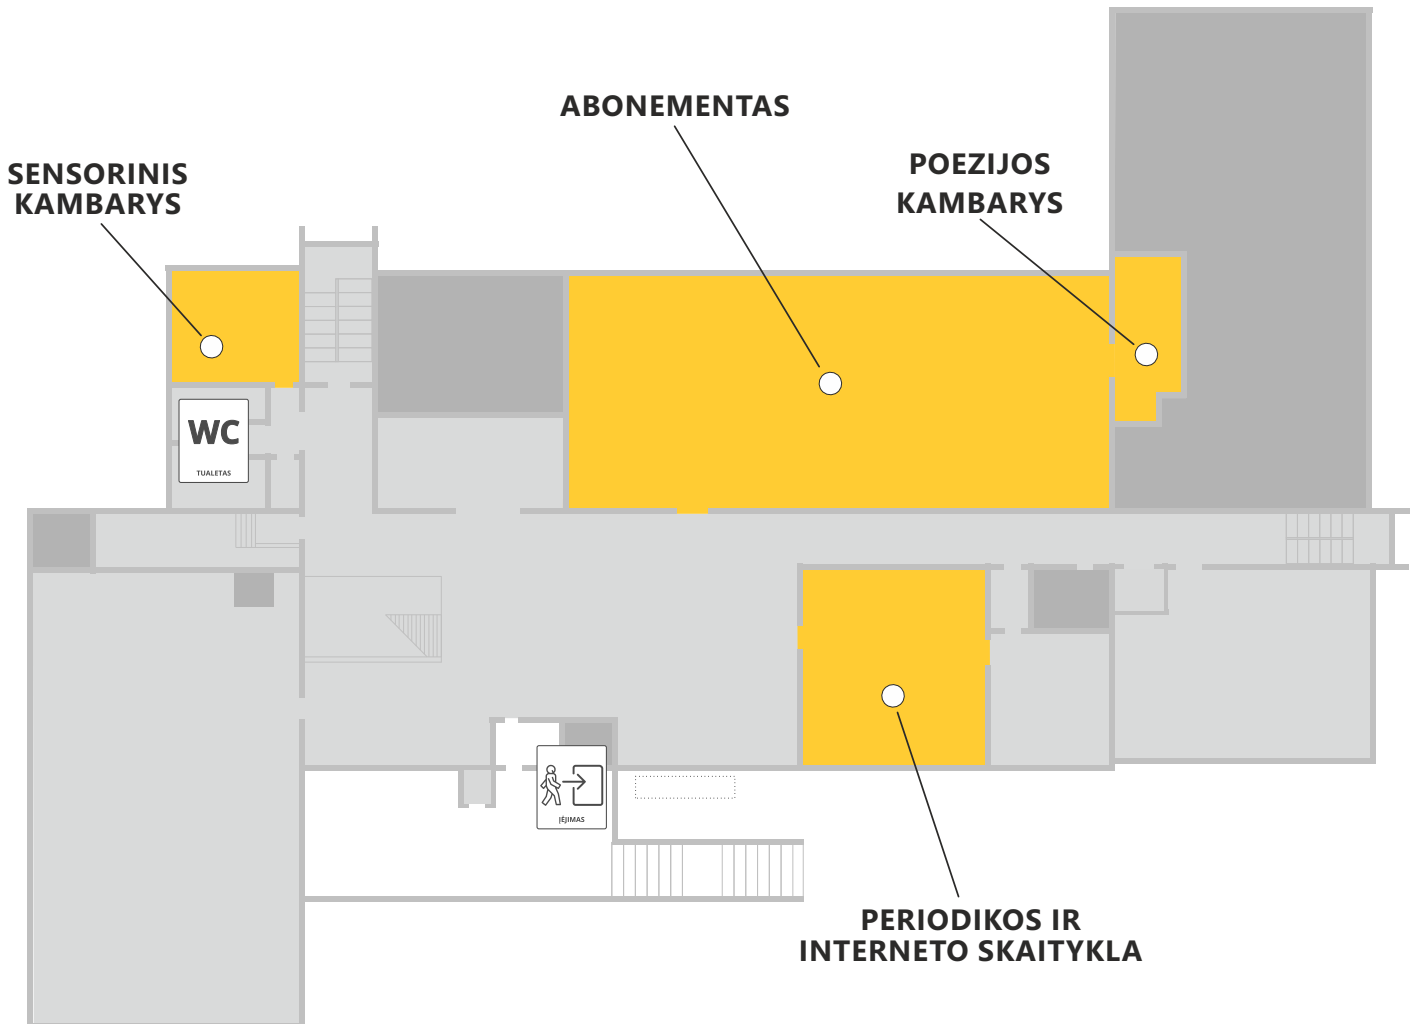 ABONEMENTAS
SENSORINIS
KAMBARYS
POEZIJOS
KAMBARYS
WC
TUALETAS
ĮĖJIMAS
PERIODIKOS IR
INTERNETO SKAITYKLA